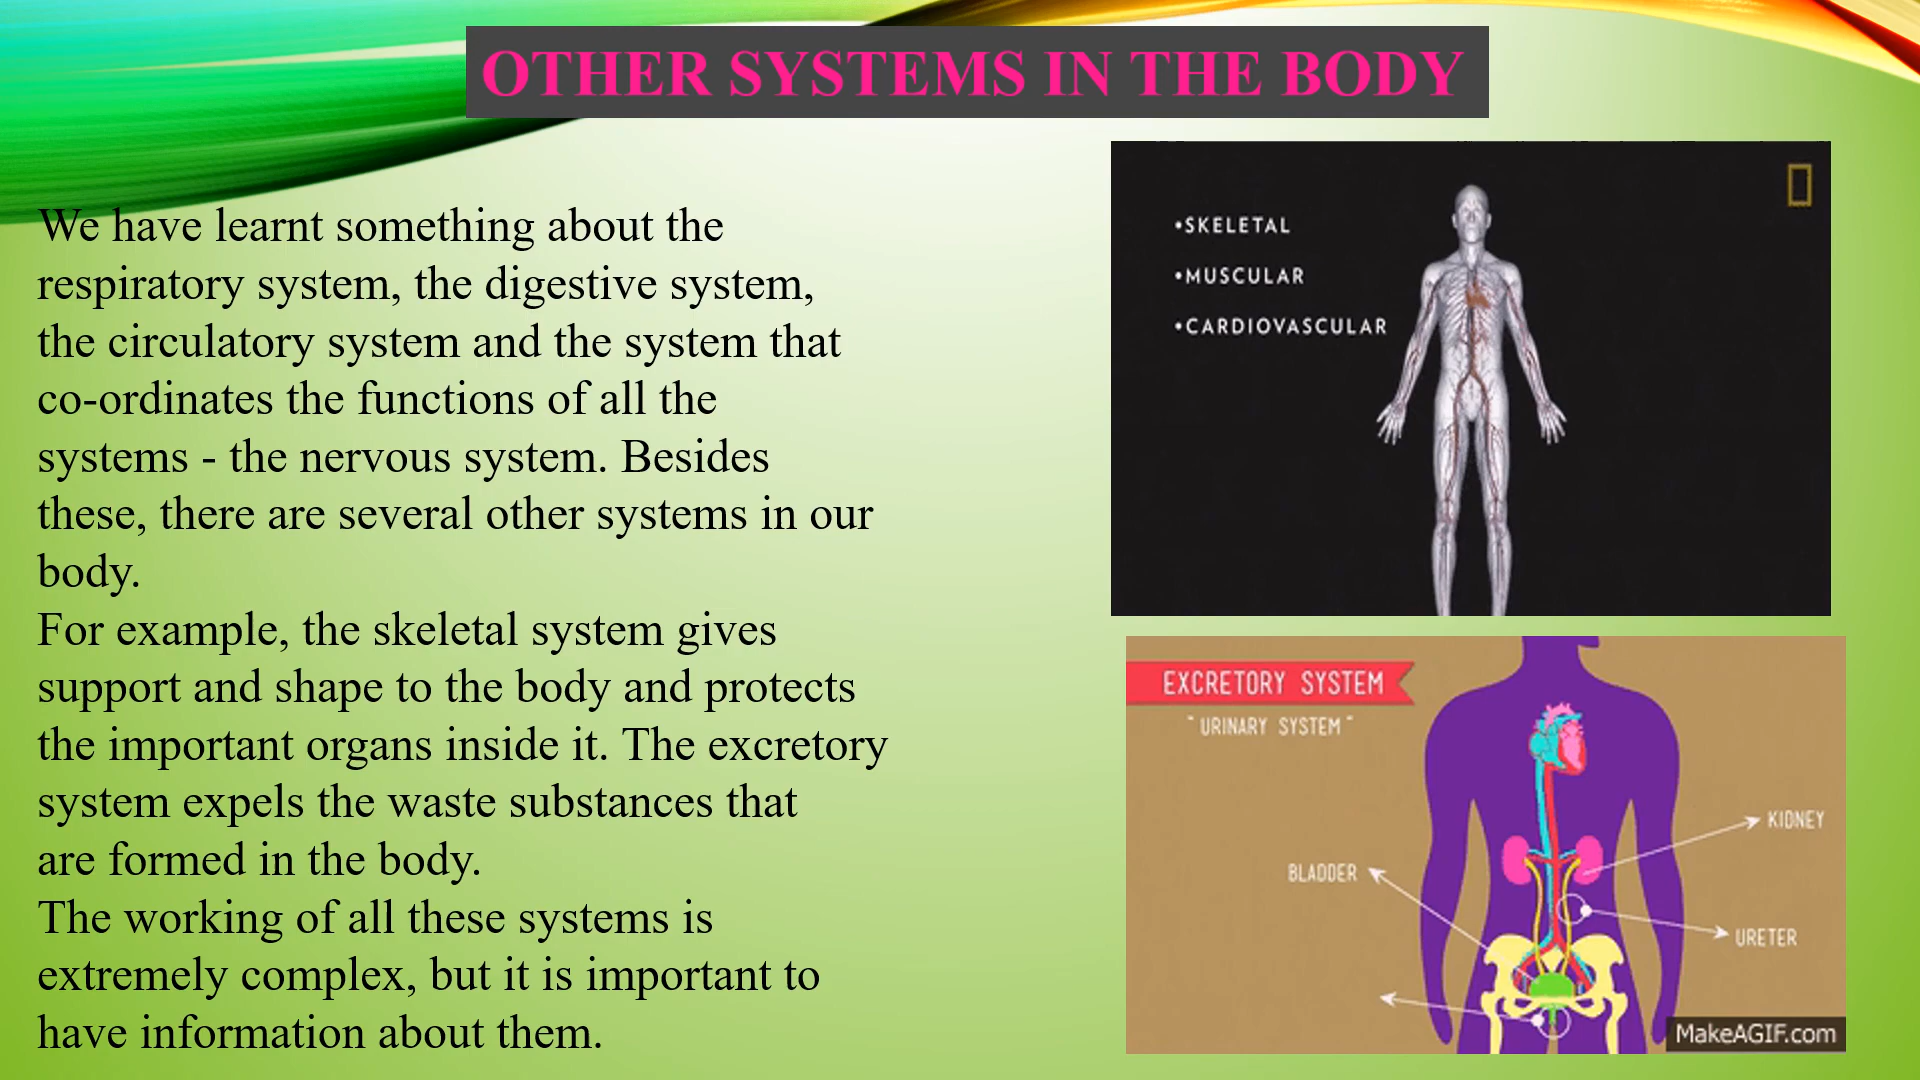 OTHER SYSTEMS IN THE BODY
We have learnt something about the
respiratory system, the digestive system,
the circulatory system and the system that
co-ordinates the functions of all the
systems - the nervous system. Besides
these, there are several other systems in our
body.
For example, the skeletal system gives
support and shape to the body and protects
the important organs inside it. The excretory
system expels the waste substances that
are formed in the body.
The working of all these systems is
extremely complex, but it is important to
have information about them.
•SKELETAL
•MUSCULAR
•CARDIOVASCULAR
EXCRETORY SYSTEM
"URINARY SYSTEM"
KIDNEY
BLADDER
URETER
MakeAGIF.com